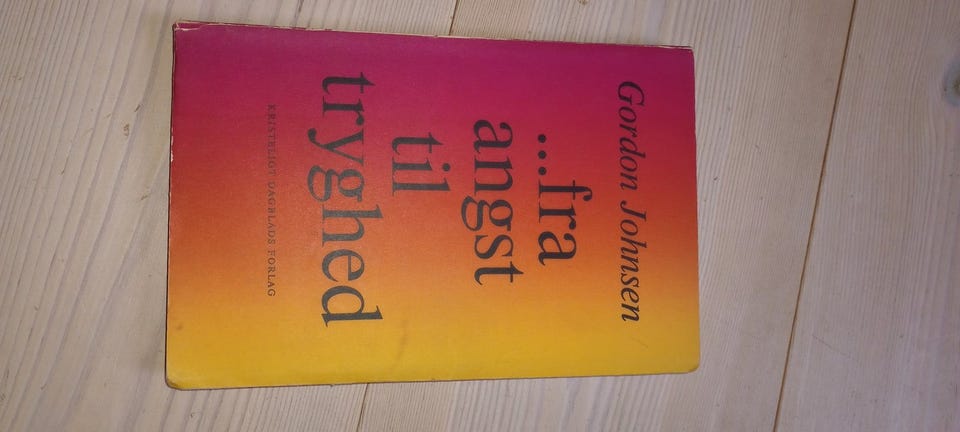 Gordon Johnsen
...fra
angst
til
tryghed
KRISTELIGT DAGBLADS FORLAG